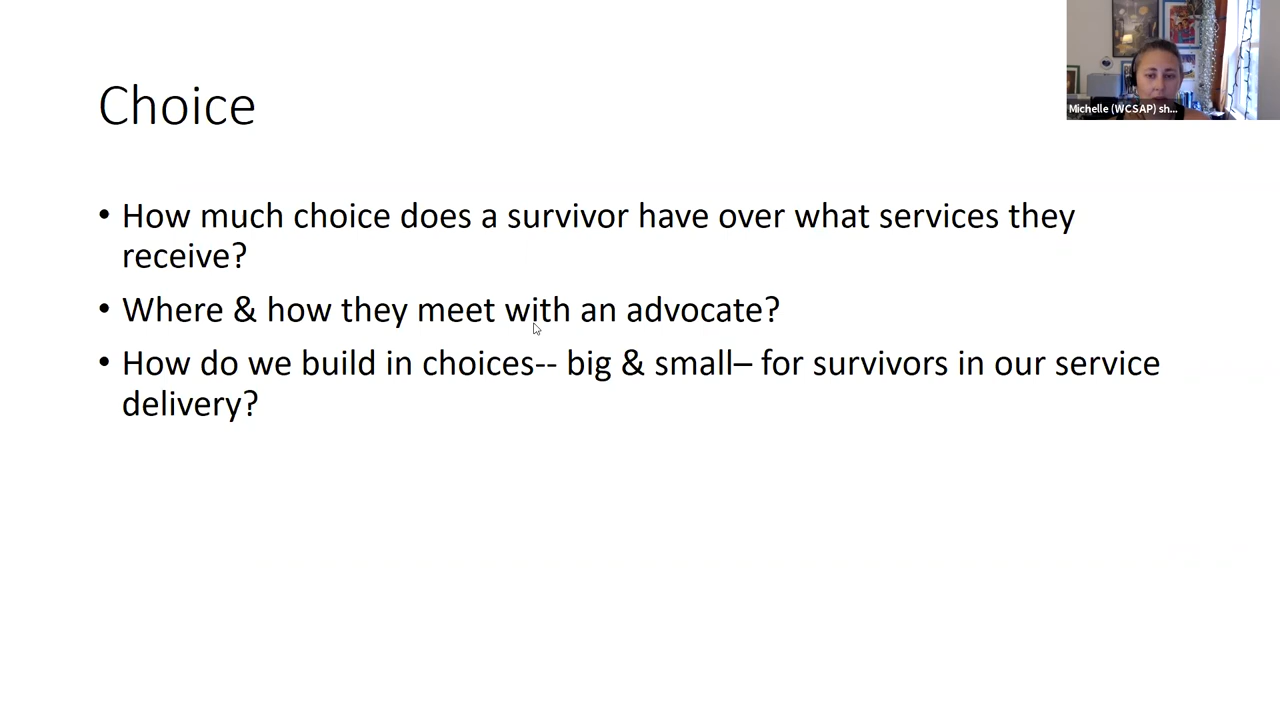 Choice
Michelle (WCSAP) sh...
• How much choice does a survivor have over what services they
receive?
• Where & how they meet with an advocate?
• How do we build in choices-- big & small– for survivors in our service
delivery?